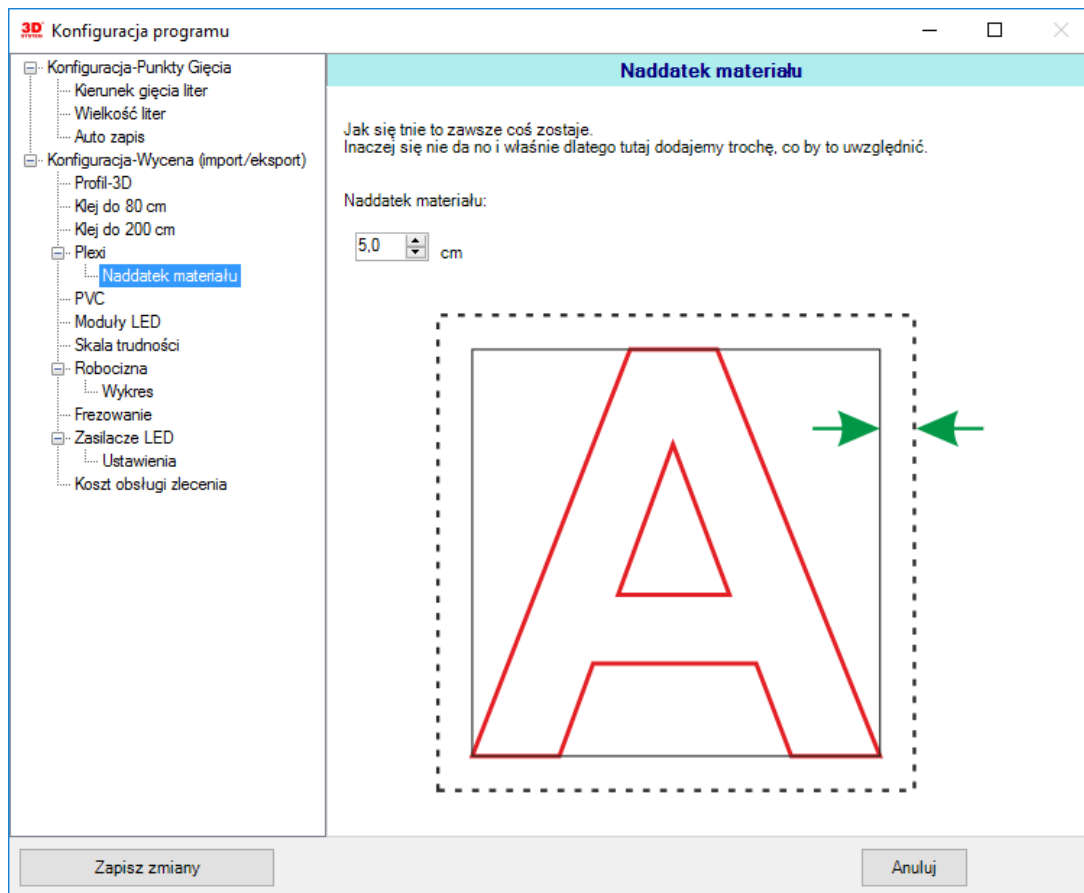 3D SYSTEM Konfiguracja programu
Konfiguracja-Punkty Gięcia
Kierunek gięcia liter
Wielkość liter
Auto zapis
Konfiguracja-Wycena (import/eksport)
Profil-3D
Klej do 80 cm
Klej do 200 cm
Plexi
Naddatek materiału
PVC
Moduły LED
Skala trudności
Robocizna
Wykres
Frezowanie
Zasilacze LED
Ustawienia
Koszt obsługi zlecenia
Naddatek materiału
Jak się tnie to zawsze coś zostaje.
Inaczej się nie da no i właśnie dlatego tutaj dodajemy trochę, co by to uwzględnić.
Naddatek materiału:
5,0 cm
A
Zapisz zmiany
Anuluj